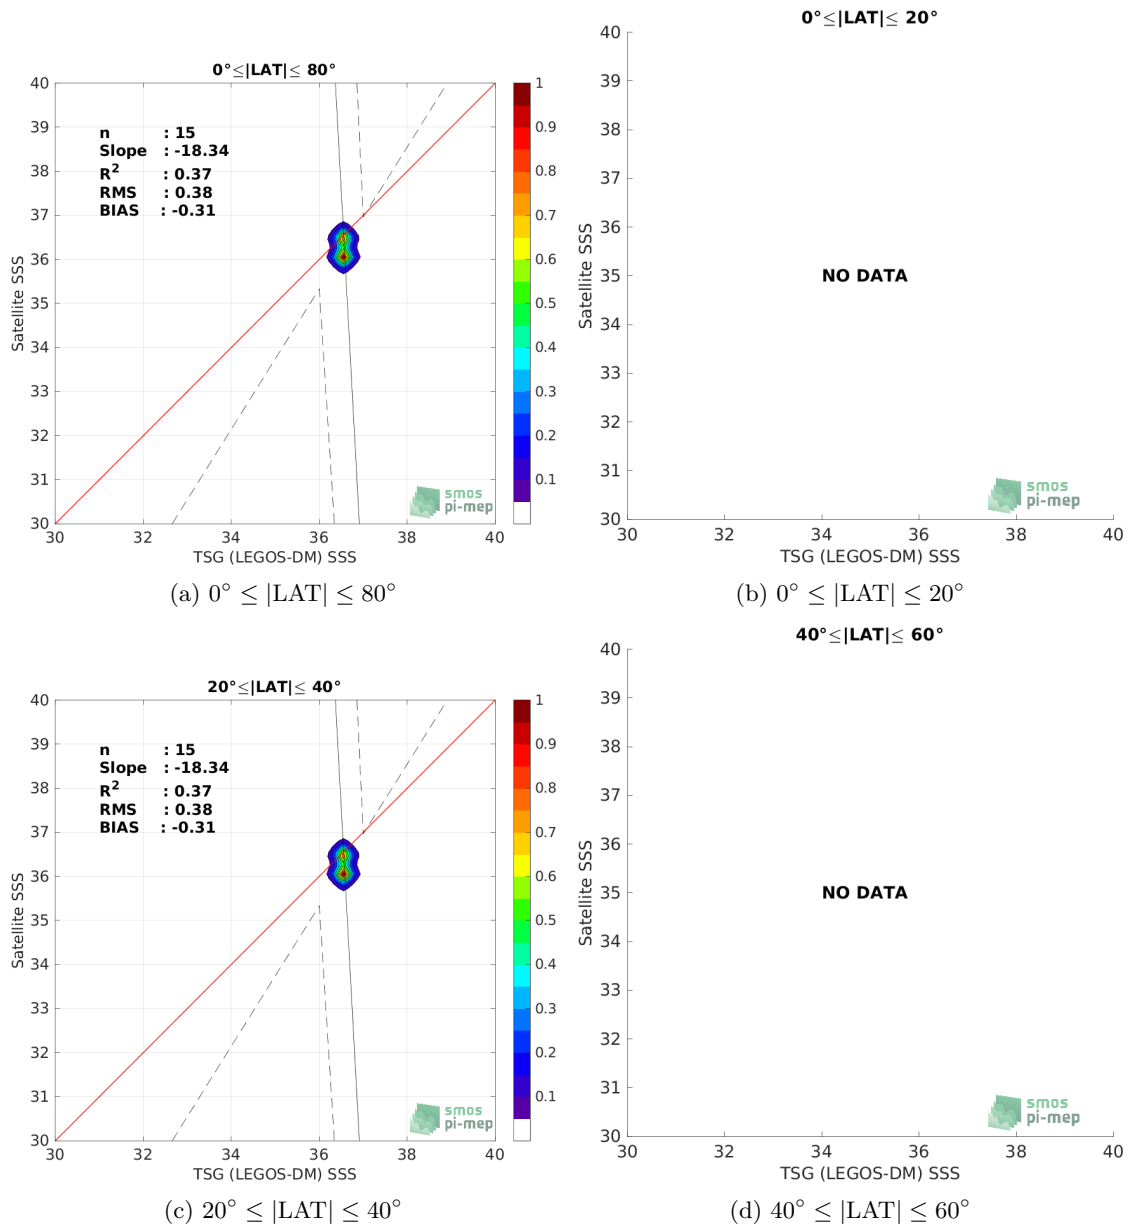 0°≤|LAT|≤ 80°
40
39
38
37
36
35
34
33
32
31
30
Satellite SSS
n : 15
Slope : -18.34
R² : 0.37
RMS : 0.38
BIAS : -0.31
30 32 34 36 38 40
TSG (LEGOS-DM) SSS
1
0.9
0.8
0.7
0.6
0.5
0.4
0.3
0.2
0.1
smos
pi-mep
(a) 0° ≤ |LAT| ≤ 80°
0°≤|LAT|≤ 20°
40
39
38
37
36
35
34
33
32
31
30
Satellite SSS
NO DATA
30 32 34 36 38 40
TSG (LEGOS-DM) SSS
smos
pi-mep
(b) 0° ≤ |LAT| ≤ 20°
20°≤|LAT|≤ 40°
40
39
38
37
36
35
34
33
32
31
30
Satellite SSS
n : 15
Slope : -18.34
R² : 0.37
RMS : 0.38
BIAS : -0.31
30 32 34 36 38 40
TSG (LEGOS-DM) SSS
1
0.9
0.8
0.7
0.6
0.5
0.4
0.3
0.2
0.1
smos
pi-mep
(c) 20° ≤ |LAT| ≤ 40°
40°≤|LAT|≤ 60°
40
39
38
37
36
35
34
33
32
31
30
Satellite SSS
NO DATA
30 32 34 36 38 40
TSG (LEGOS-DM) SSS
smos
pi-mep
(d) 40° ≤ |LAT| ≤ 60°